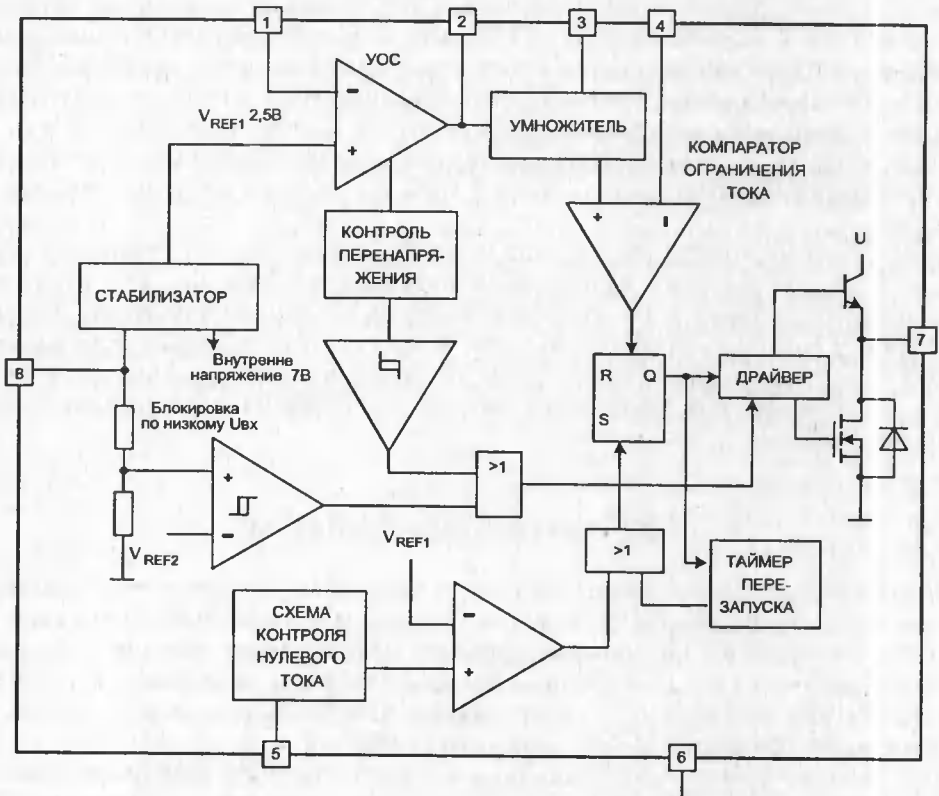 1
2
3
4
УОС
V REF1 2,5В
УМНОЖИТЕЛЬ
КОМПАРАТОР
ОГРАНИЧЕНИЯ
ТОКА
КОНТРОЛЬ
ПЕРЕНАПРЯ-
ЖЕНИЯ
U
СТАБИЛИЗАТОР
7
8
Внутренне
напряжение 7В
R Q
S
ДРАЙВЕР
Блокировка
по низкому Uвх
>1
V REF2
V REF1
>1
ТАЙМЕР
ПЕРЕ-
ЗАПУСКА
СХЕМА
КОНТРОЛЯ
НУЛЕВОГО
ТОКА
5
6